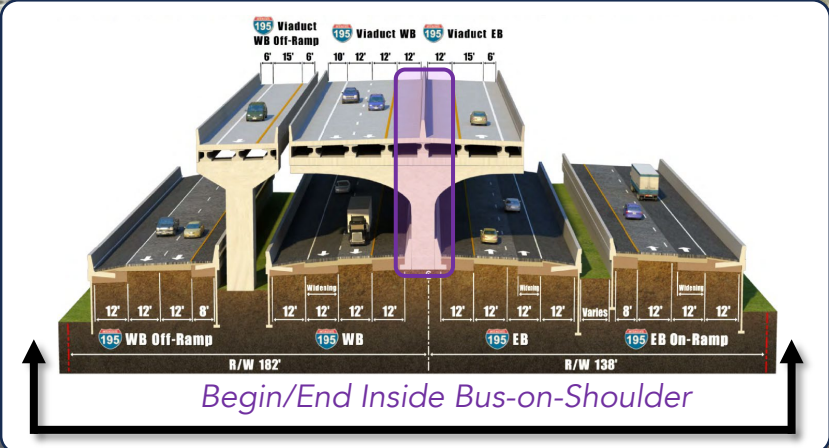 195 Viaduct
WB Off-Ramp
195 Viaduct WB
195 Viaduct EB
6' 15' 6'
10' 12' 12' 12'
12' 15' 6'
12' 12' 12' 8'
Widening
12' 12' 12' 12'
Widening
12' 12' 12' 12'
Varies
Widening
8' 12' 12' 12'
195 WB Off-Ramp
195 WB
195 EB
195 EB On-Ramp
R/W 182'
R/W 138'
Begin/End Inside Bus-on-Shoulder